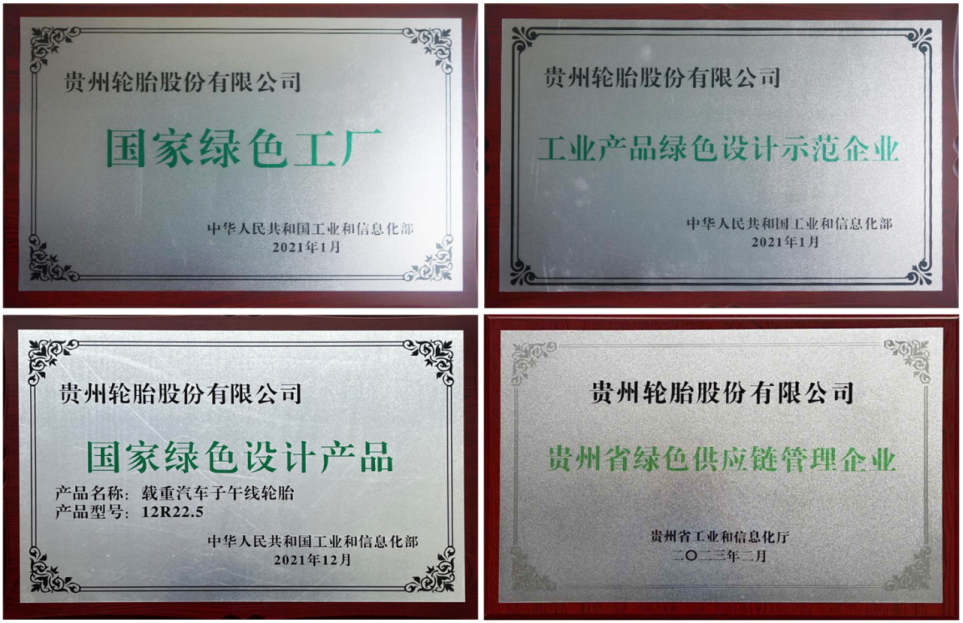 贵州轮胎股份有限公司
国家绿色工厂
中华人民共和国工业和信息化部
2021年1月
贵州轮胎股份有限公司
工业产品绿色设计示范企业
中华人民共和国工业和信息化部
2021年1月
贵州轮胎股份有限公司
国家绿色设计产品
产品名称：载重汽车子午线轮胎
产品型号：12R22.5
中华人民共和国工业和信息化部
2021年12月
贵州轮胎股份有限公司
贵州省绿色供应链管理企业
贵州省工业和信息化厅
二〇二三年二月